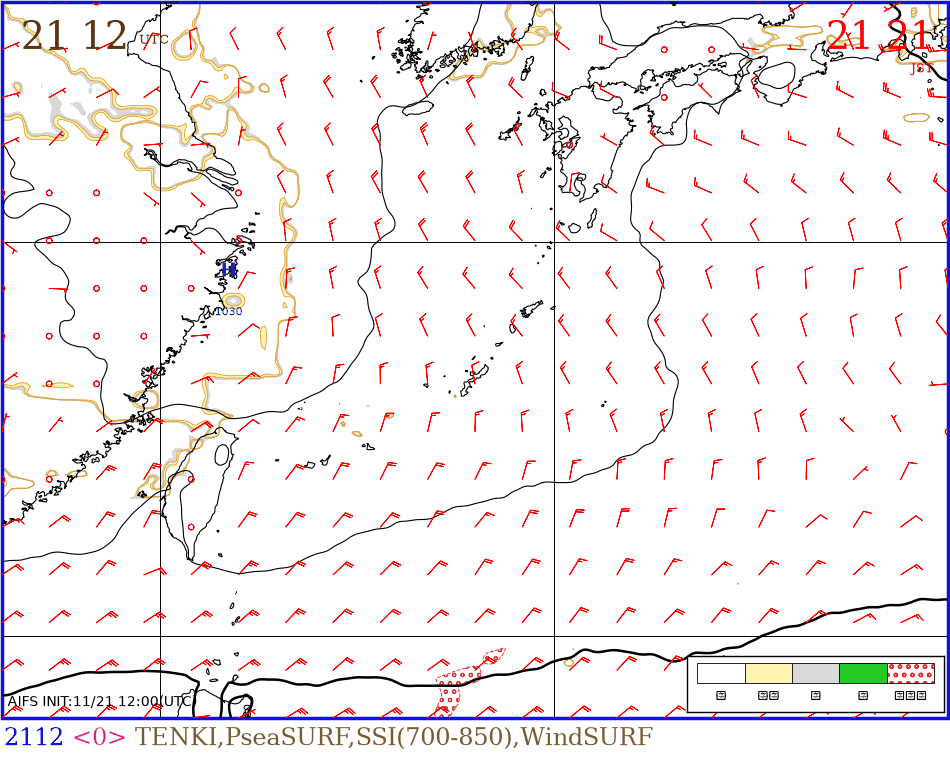 21 12 UTC
21 21
JST
H
1030
AIFS INIT:11/21 12:00(UTC
2112 <0> TENKI,PseaSURF,SSI(700-850),WindSURF